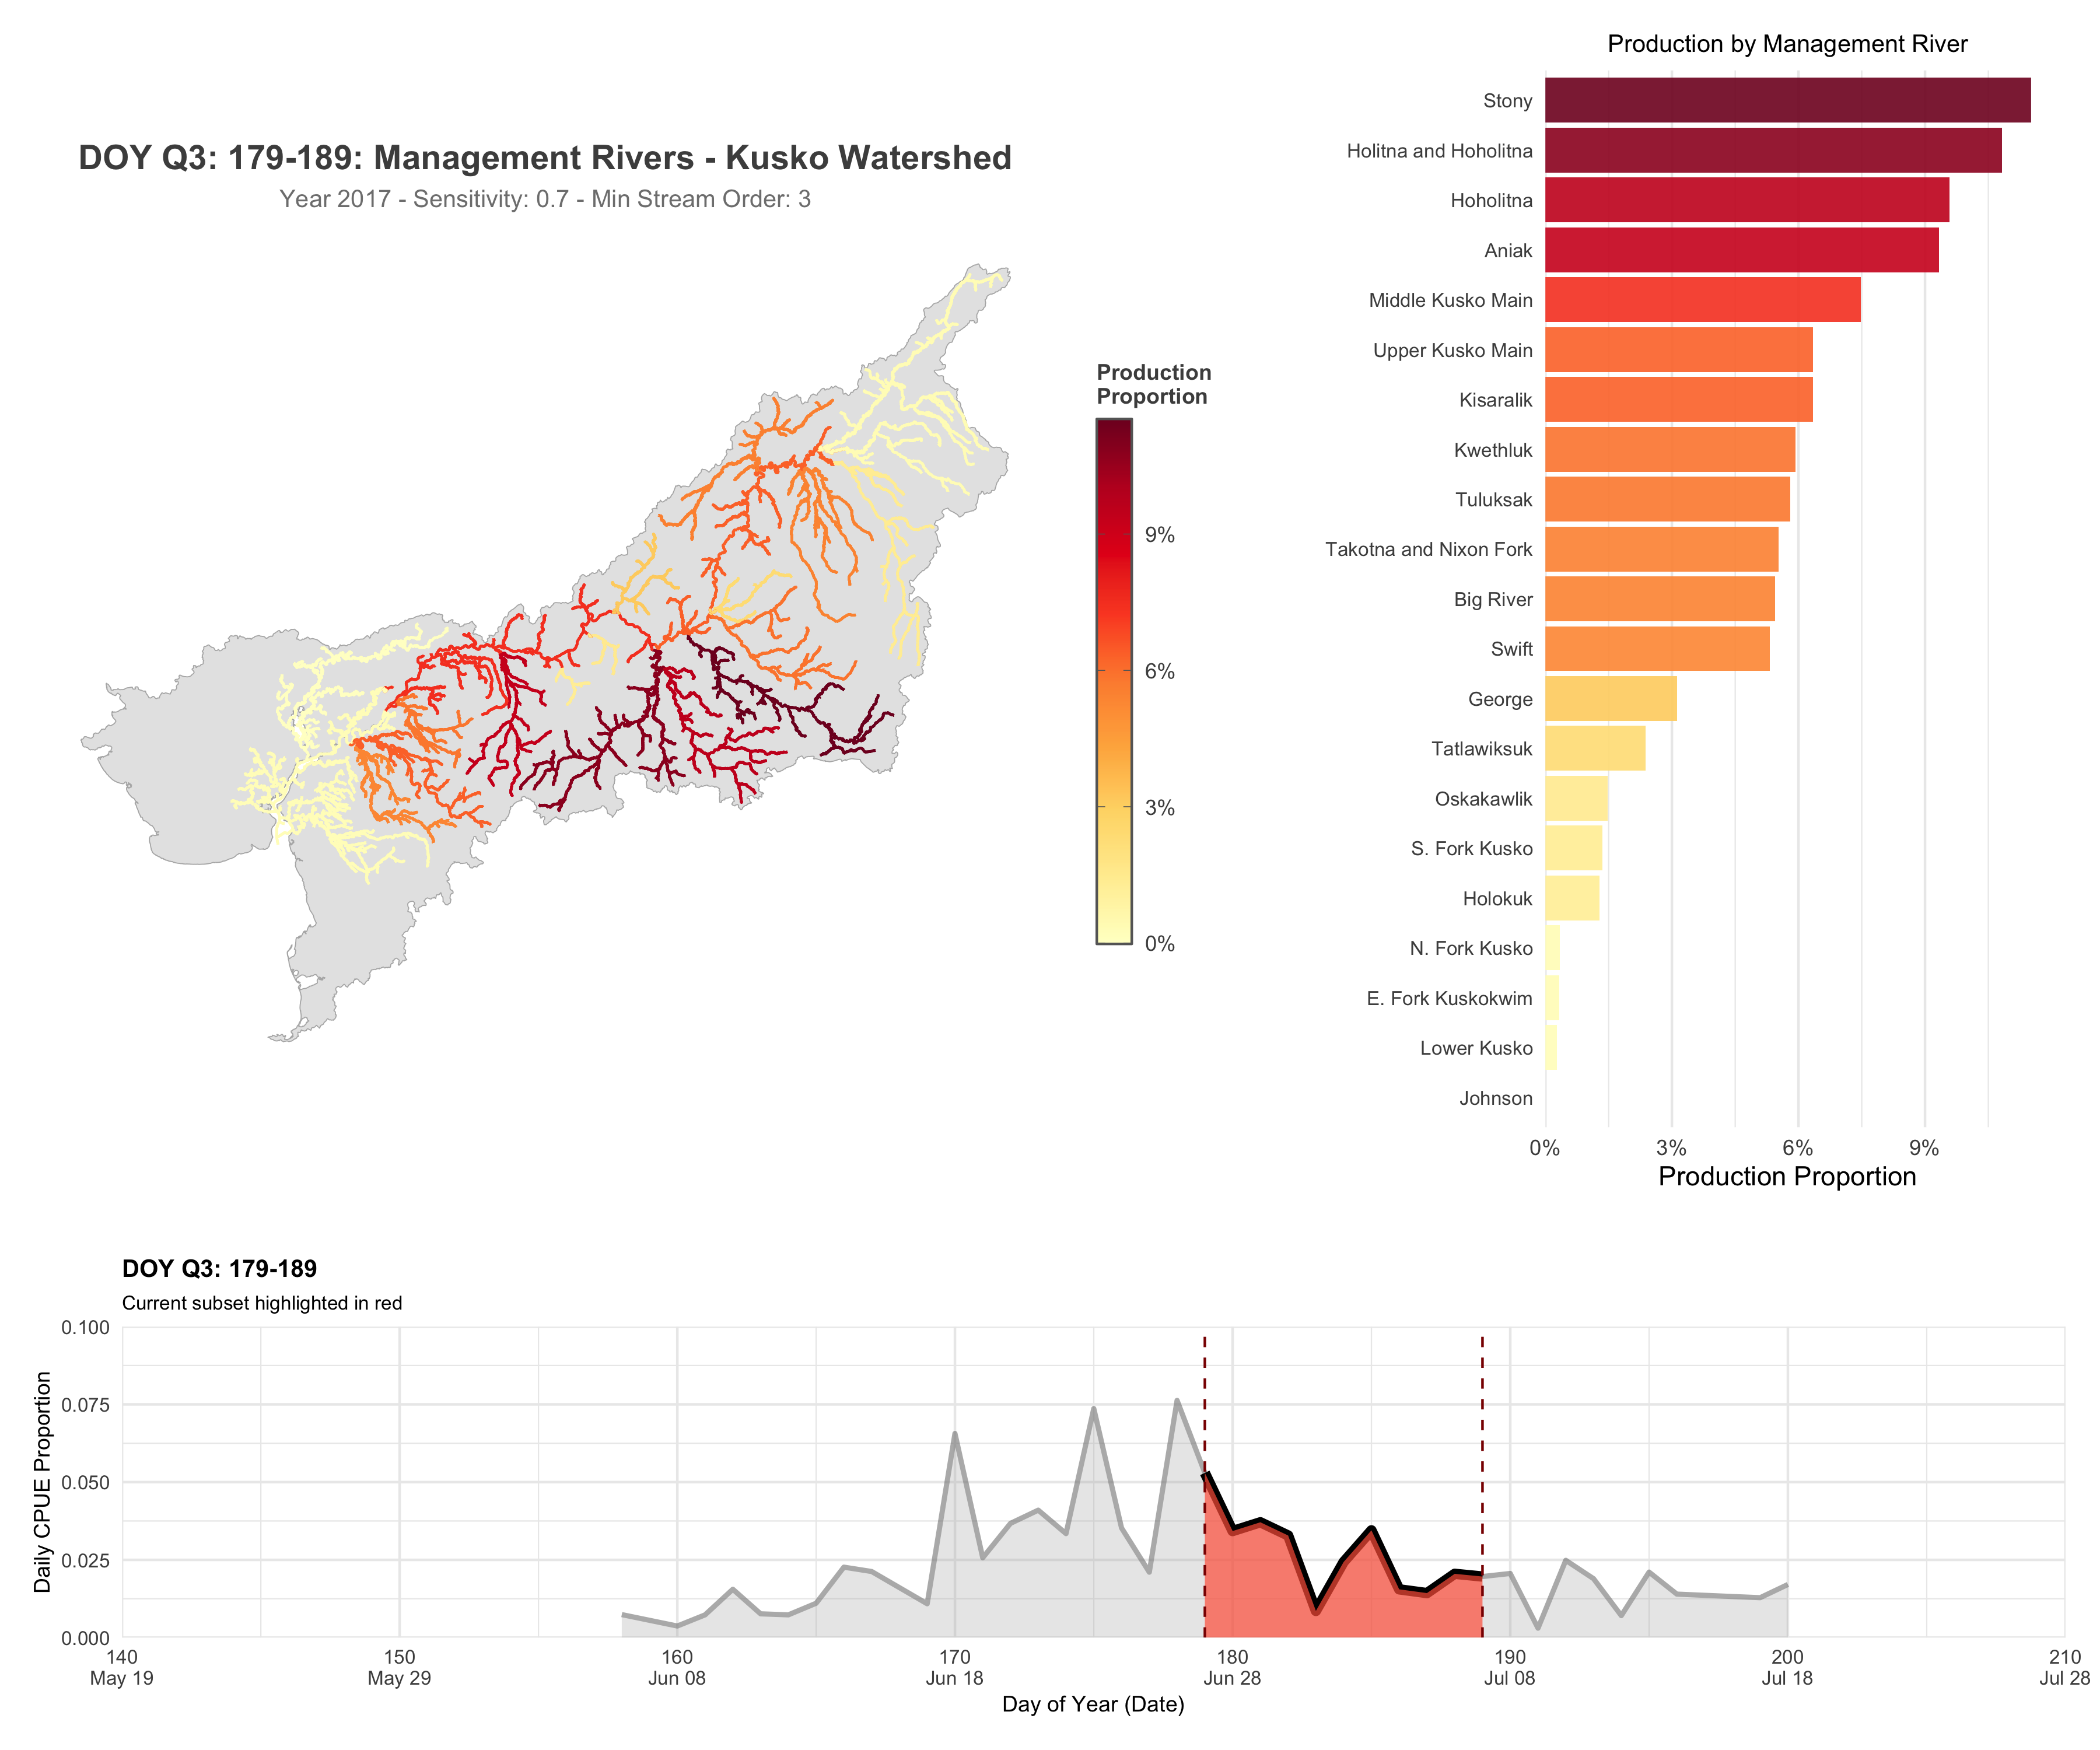 DOY Q3: 179-189: Management Rivers - Kusko Watershed
Year 2017 - Sensitivity: 0.7 - Min Stream Order: 3
Production
Proportion
9%
6%
3%
0%
Production by Management River
Stony
Holitna and Hoholitna
Hoholitna
Aniak
Middle Kusko Main
Upper Kusko Main
Kisaralik
Kwethluk
Tuluksak
Takotna and Nixon Fork
Big River
Swift
George
Tatlawiksuk
Oskakawlik
S. Fork Kusko
Holokuk
N. Fork Kusko
E. Fork Kuskokwim
Lower Kusko
Johnson
0% 3% 6% 9%
Production Proportion
DOY Q3: 179-189
Current subset highlighted in red
Daily CPUE Proportion
0.100
0.075
0.050
0.025
0.000
140 150 160 170 180 190 200 210
May 19 May 29 Jun 08 Jun 18 Jun 28 Jul 08 Jul 18 Jul 28
Day of Year (Date)